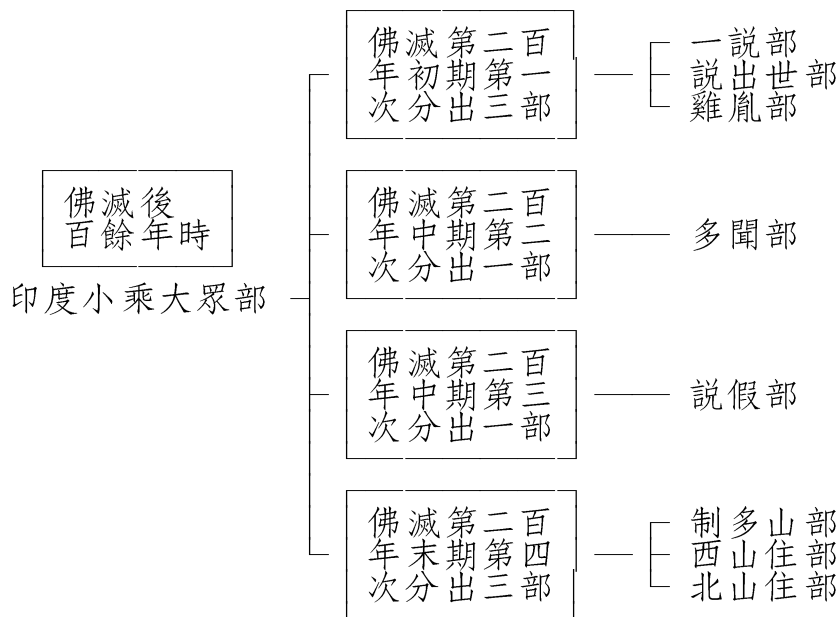 佛滅後
百餘年時
印度小乘大眾部
佛滅第二百
年初期第一
次分出三部
一說部
說出世部
雞胤部
佛滅第二百
年中期第二
次分出一部
多聞部
佛滅第二百
年中期第三
次分出一部
說假部
佛滅第二百
年末期第四
次分出三部
制多山部
西山住部
北山住部